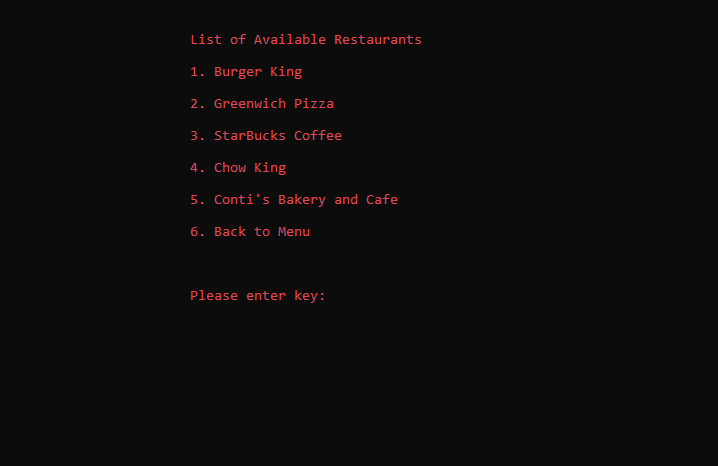 List of Available Restaurants
1. Burger King
2. Greenwich Pizza
3. StarBucks Coffee
4. Chow King
5. Conti's Bakery and Cafe
6. Back to Menu
Please enter key: